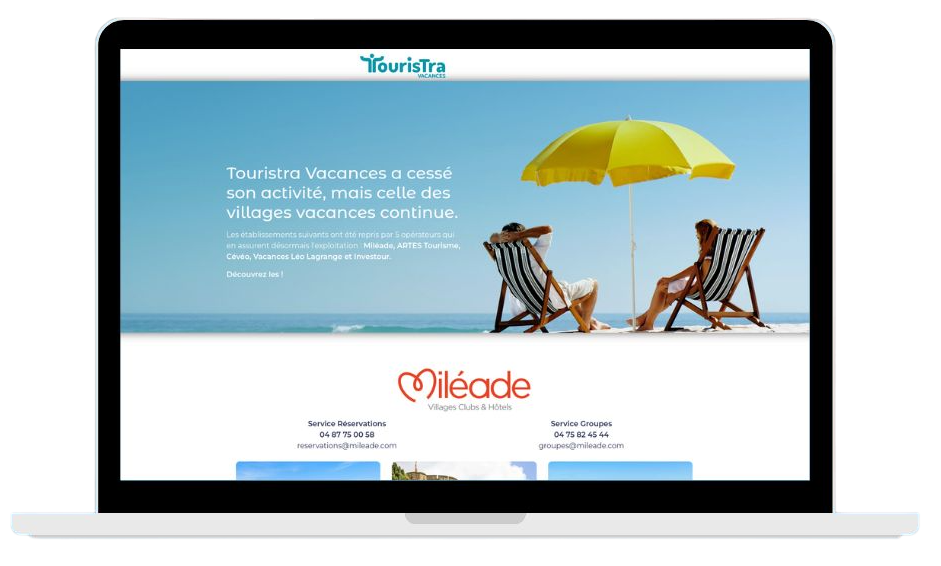 TourisTra
VACANCES
Touristra Vacances a cessé
son activité, mais celle des
villages vacances continue.
Les établissements suivants ont été repris par 5 opérateurs qui
en assurent désormais l'exploitation : Miléade, ARTES Tourisme,
Cévéo, Vacances Léo Lagrange et Investour.
Découvrez les !
Miléade
Villages Clubs & Hôtels
Service Réservations
04 87 75 00 58
reservations@mileade.com
Service Groupes
04 75 82 45 44
groupes@mileade.com